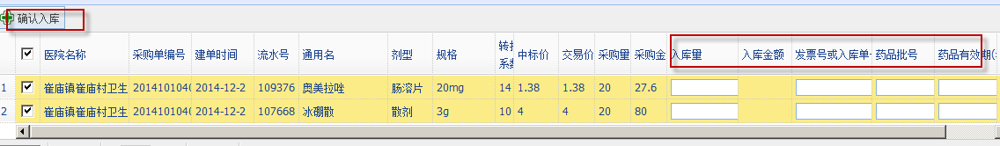 确认入库
医院名称 采购单编号 建单时间 流水号 通用名 剂型 规格 转换系数 中标价 交易价 采购量 采购金 入库量 入库金额 发票号或入库单 药品批号 药品有效期(
1 崔庙镇崔庙村卫生 2014101040 2014-12-2 109376 奥美拉唑 肠溶片 20mg 14 1.38 1.38 20 27.6
2 崔庙镇崔庙村卫生 2014101040 2014-12-2 107668 冰硼散 散剂 3g 10 4 4 20 80